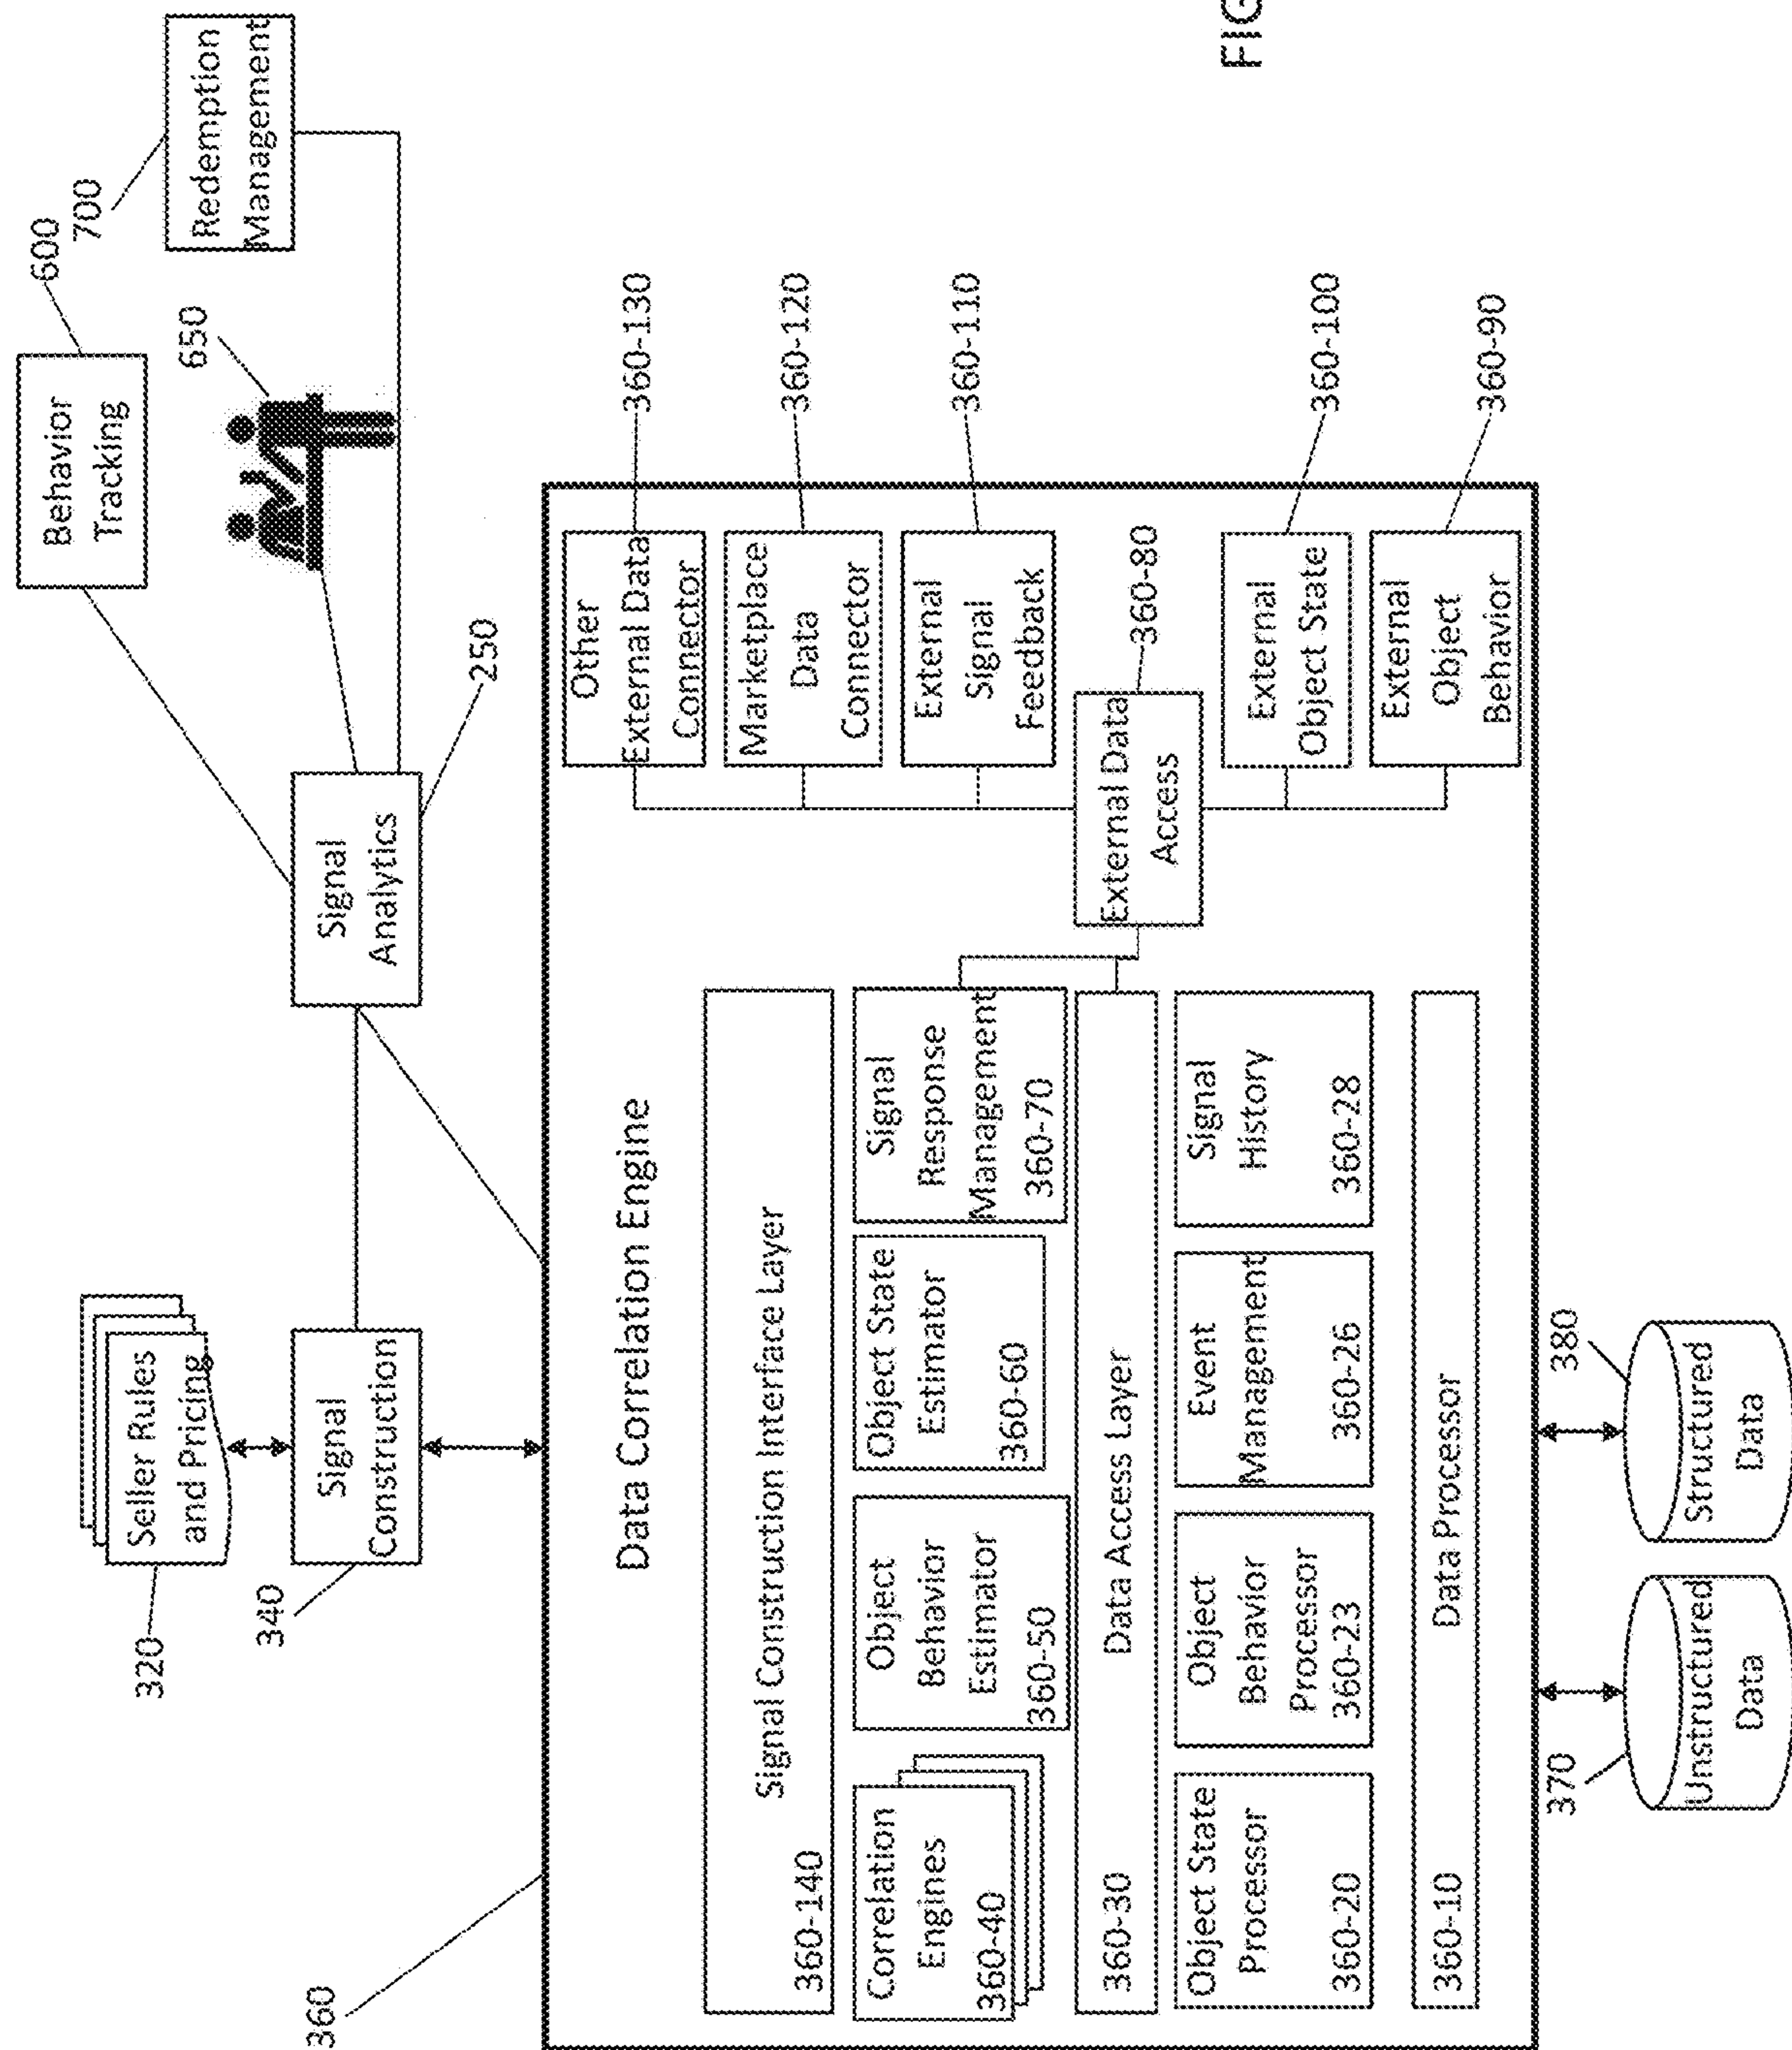 320
Seller Rules
and Pricing
340
Signal
Construction
Signal
Analytics
250
Behavior
Tracking
600
650
700
Redemption
Management
360
Data Correlation Engine
Signal Construction Interface Layer
360-140
Correlation
Engines
360-40
Object
Behavior
Estimator
360-50
Object State
Estimator
360-60
Signal
Response
Management
360-70
Data Access Layer
360-30
Object State
Processor
360-20
Object
Behavior
Processor
360-23
Event
Management
360-26
Signal
History
360-28
Data Processor
360-10
External Data
Access
360-80
Other
External Data
Connector
360-130
Marketplace
Data
Connector
360-120
External
Signal
Feedback
360-110
External
Object State
360-100
External
Object
Behavior
360-90
370
Unstructured
Data
380
Structured
Data
FIG